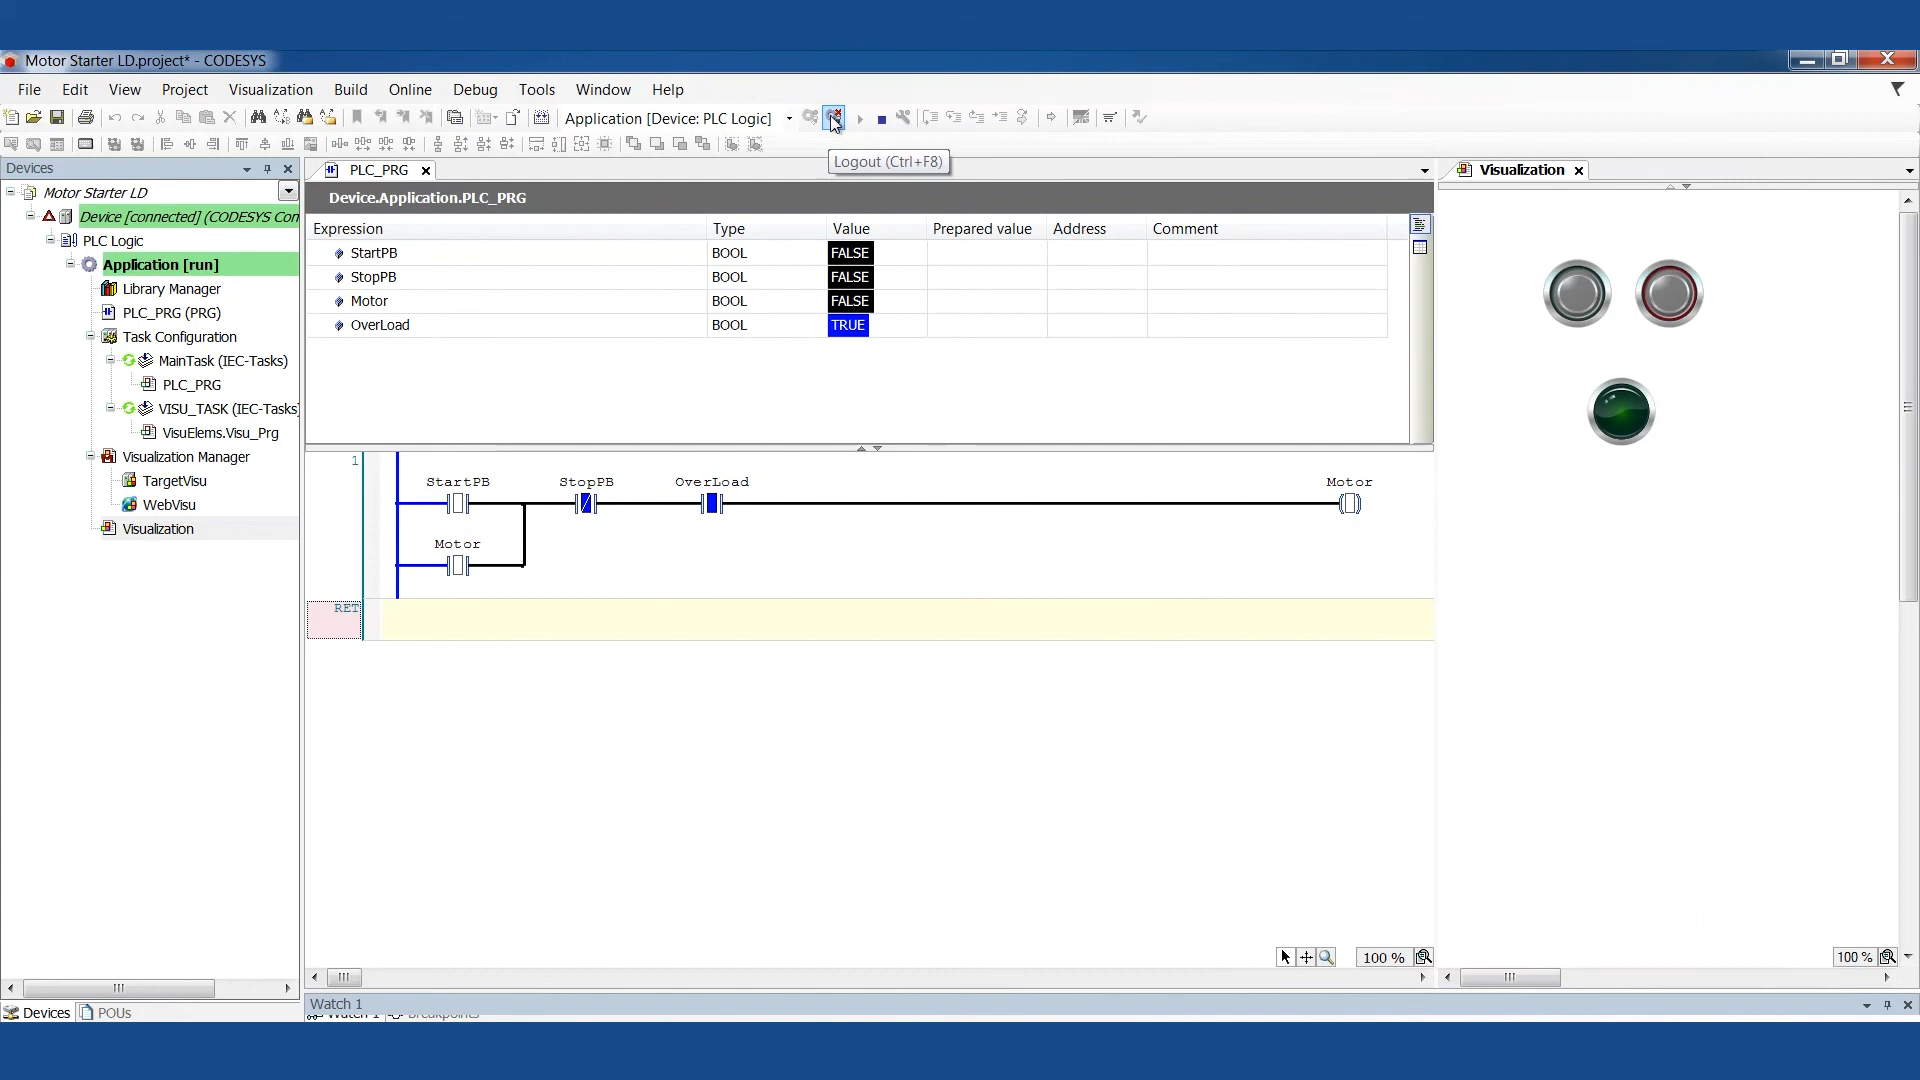 Motor Starter LD.project* - CODESYS
File Edit View Project Visualization Build Online Debug Tools Window Help
Application [Device: PLC Logic]
Logout (Ctrl+F8)
Devices
Motor Starter LD
Device [connected] (CODESYS Con
PLC Logic
Application [run]
Library Manager
PLC_PRG (PRG)
Task Configuration
MainTask (IEC-Tasks)
PLC_PRG
VISU_TASK (IEC-Tasks)
VisuElems.Visu_Prg
Visualization Manager
TargetVisu
WebVisu
Visualization
Devices POUs
PLC_PRG
Device.Application.PLC_PRG
Expression Type Value Prepared value Address Comment
StartPB BOOL FALSE
StopPB BOOL FALSE
Motor BOOL FALSE
OverLoad BOOL TRUE
1
StartPB StopPB OverLoad Motor
Motor
RET
100 %
Watch 1
Watch 1 Breakpoints
Visualization
100 %